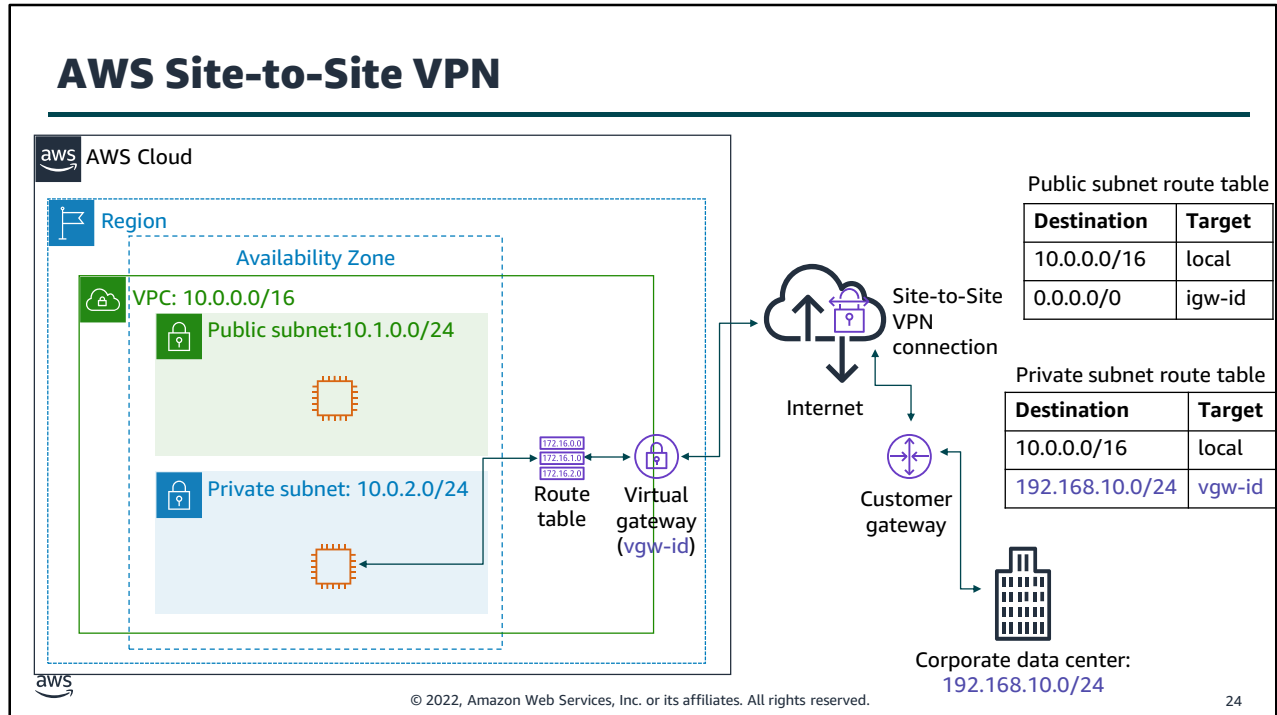 AWS Site-to-Site VPN
aws
AWS Cloud
Region
Availability Zone
VPC: 10.0.0.0/16
Public subnet:10.1.0.0/24
Private subnet: 10.0.2.0/24
172.16.0.0
172.16.1.0
172.16.2.0
Route
table
Virtual
gateway
(vgw-id)
Internet
Site-to-Site
VPN
connection
Customer
gateway
Corporate data center:
192.168.10.0/24
Public subnet route table
Destination Target
10.0.0.0/16 local
0.0.0.0/0 igw-id
Private subnet route table
Destination Target
10.0.0.0/16 local
192.168.10.0/24 vgw-id
aws
© 2022, Amazon Web Services, Inc. or its affiliates. All rights reserved.
24